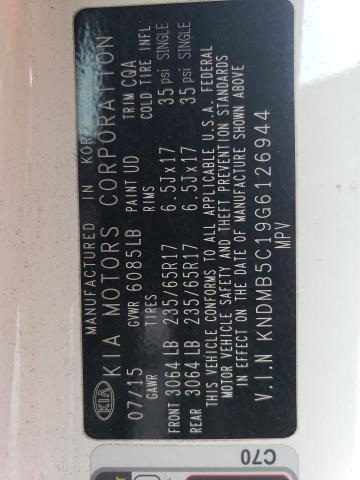 MANUFACTURED IN KOR
KIA KIA MOTORS CORPORATION
07/15 GVWR 6085LB PAINT UD TRIM CQA
GAWR TIRES RIMS COLD TIRE INFL
FRONT 3064 LB 235/65R17 6.5Jx17 35 psi SINGLE
REAR 3064 LB 235/65R17 6.5Jx17 35 psi SINGLE
THIS VEHICLE CONFORMS TO ALL APPLICABLE U.S.A. FEDERAL
MOTOR VEHICLE SAFETY AND THEFT PREVENTION STANDARDS
IN EFFECT ON THE DATE OF MANUFACTURE SHOWN ABOVE
V.I.N KNDMB5C19G6126944
MPV
C70